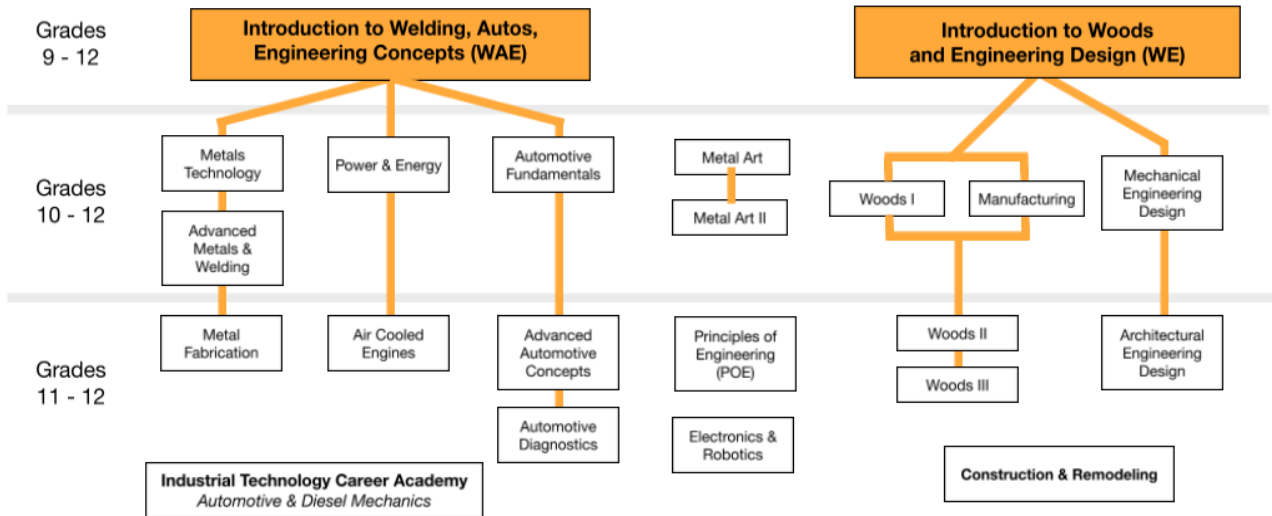 Grades
9 - 12
Introduction to Welding, Autos,
Engineering Concepts (WAE)
Introduction to Woods
and Engineering Design (WE)
Grades
10 - 12
Metals
Technology
Power & Energy
Automotive
Fundamentals
Metal Art
Metal Art II
Woods I
Manufacturing
Mechanical
Engineering
Design
Advanced
Metals &
Welding
Grades
11 - 12
Metal
Fabrication
Air Cooled
Engines
Advanced
Automotive
Concepts
Automotive
Diagnostics
Principles of
Engineering
(POE)
Electronics &
Robotics
Woods II
Woods III
Architectural
Engineering
Design
Industrial Technology Career Academy
Automotive & Diesel Mechanics
Construction & Remodeling